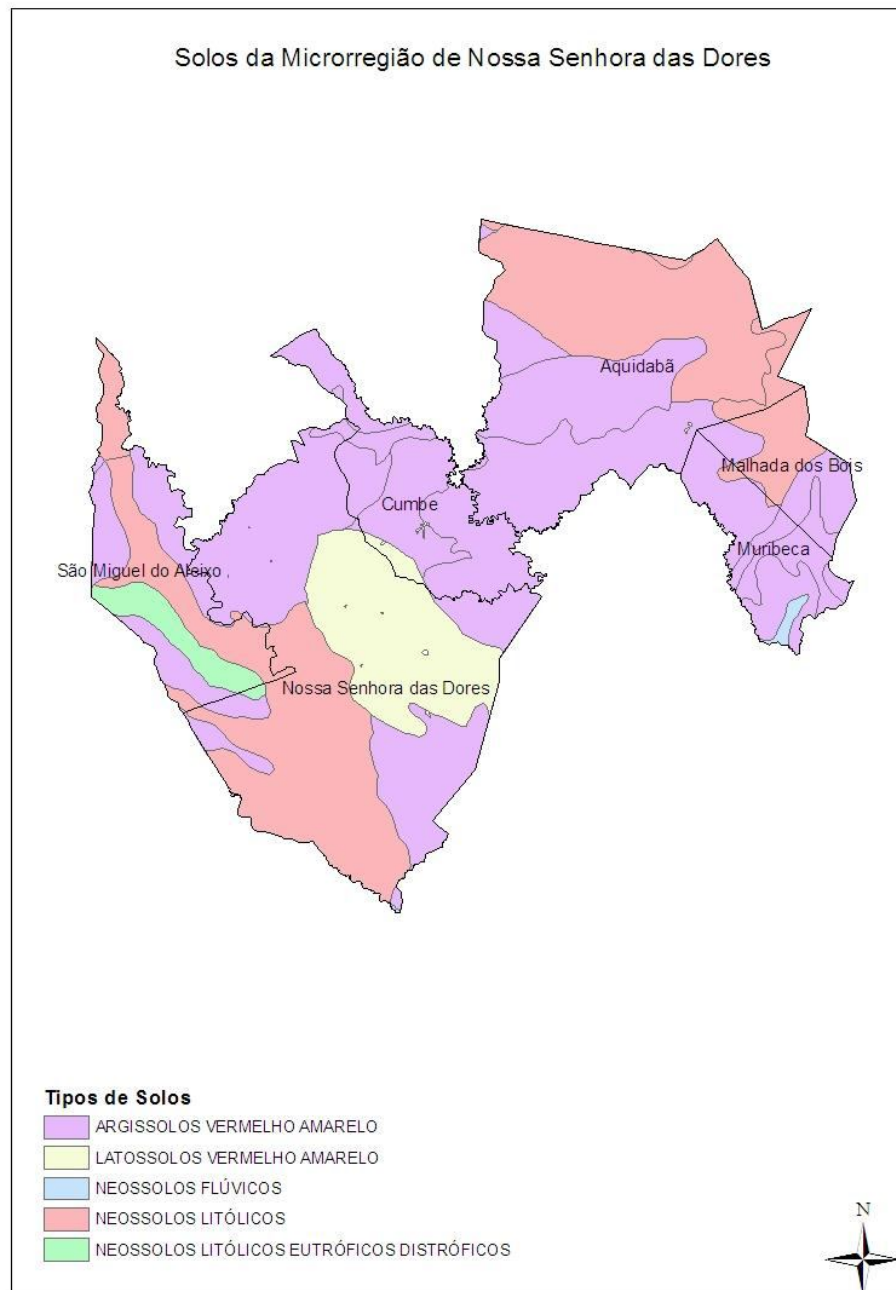 Solos da Microrregião de Nossa Senhora das Dores
Aquidabã
Malhada dos Bois
Cumbe
Muribeca
São Miguel do Aleixo
Nossa Senhora das Dores
Tipos de Solos
ARGISSOLOS VERMELHO AMARELO
LATOSSOLOS VERMELHO AMARELO
NEOSSOLOS FLÚVICOS
NEOSSOLOS LITÓLICOS
NEOSSOLOS LITÓLICOS EUTRÓFICOS DISTRÓFICOS
N